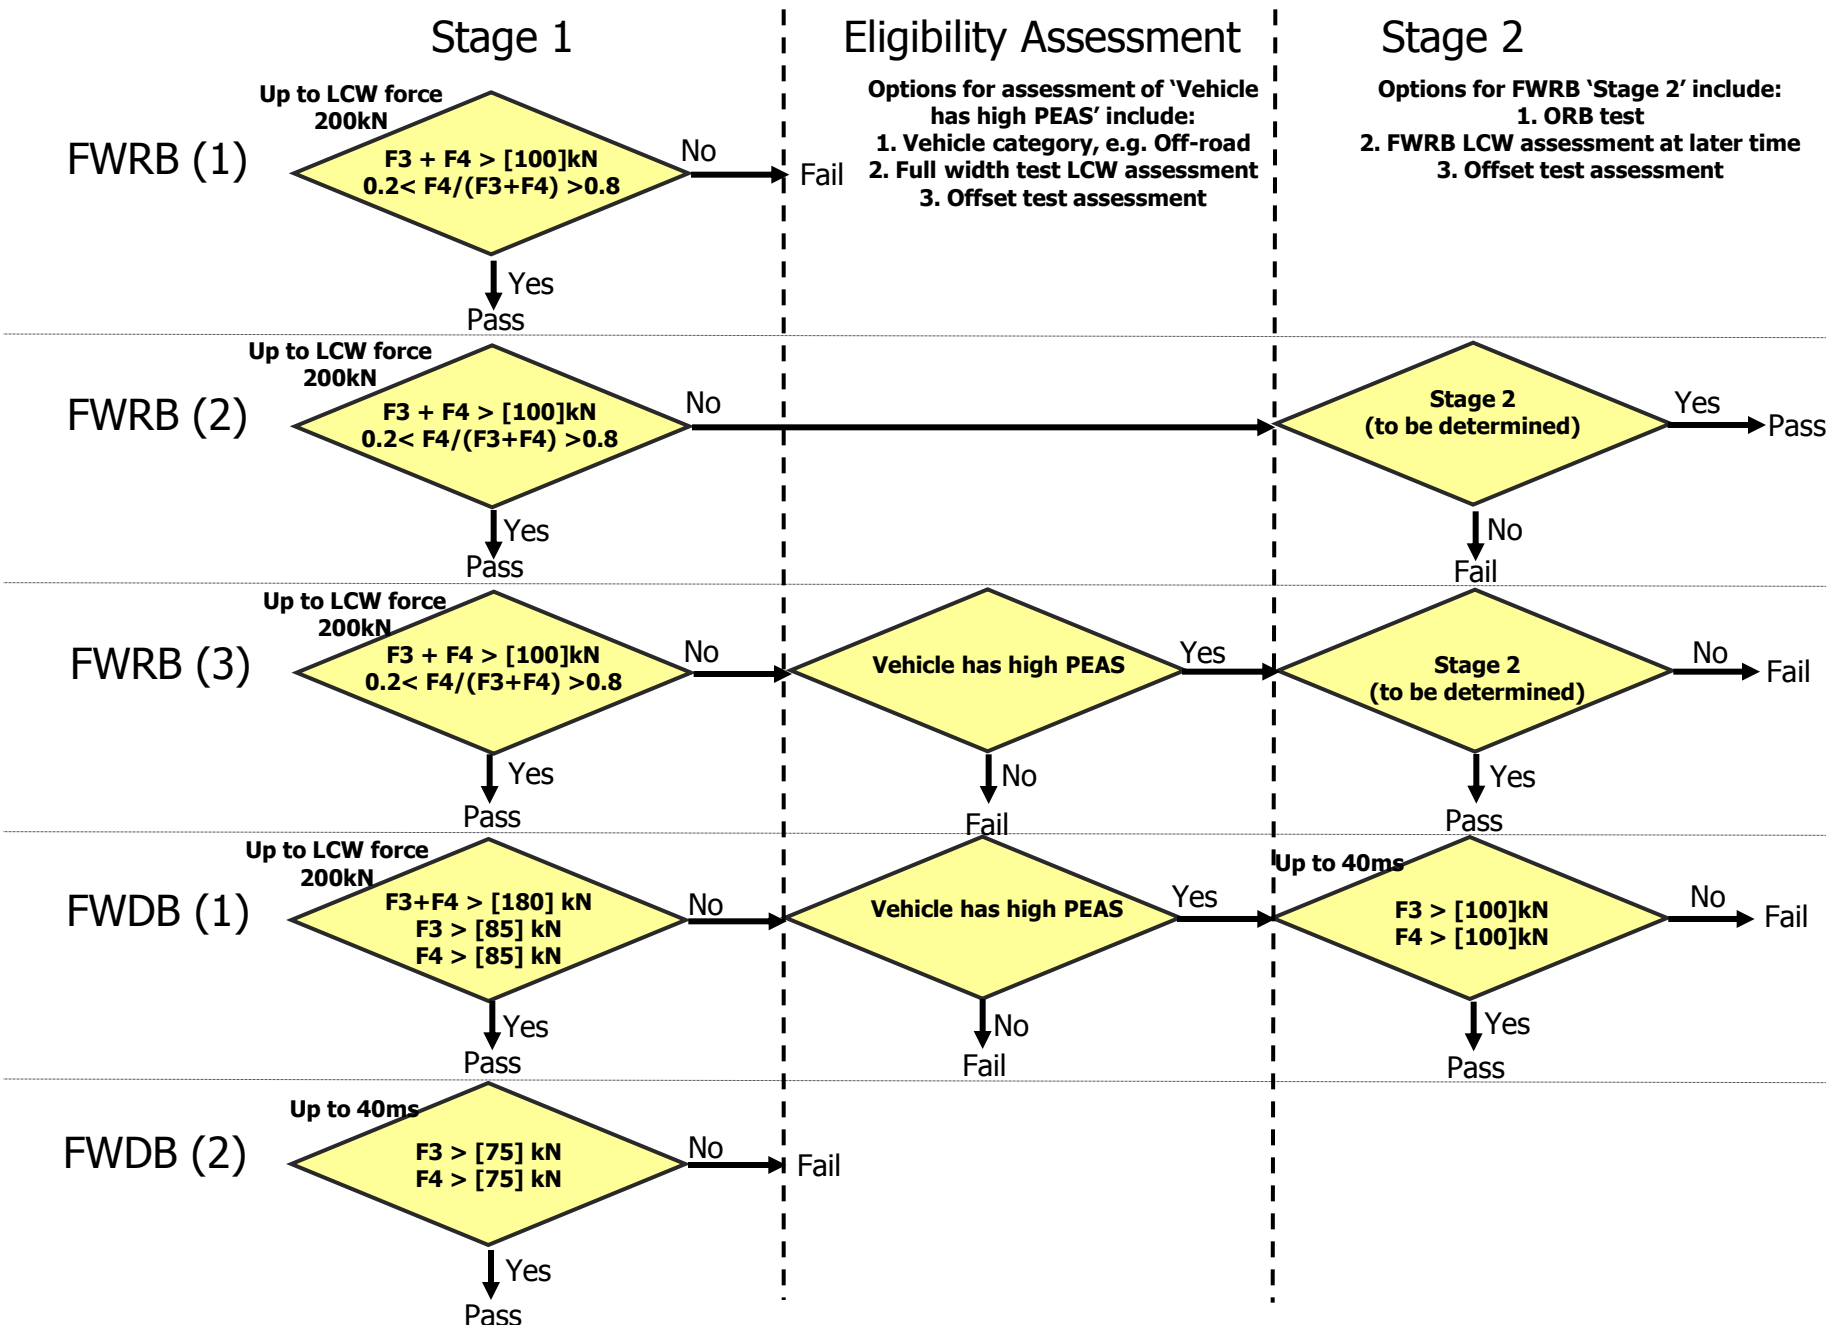 Stage 1
Eligibility Assessment
Stage 2
Options for assessment of ‘Vehicle
has high PEAS’ include:
1. Vehicle category, e.g. Off-road
2. Full width test LCW assessment
3. Offset test assessment
Options for FWRB ‘Stage 2’ include:
1. ORB test
2. FWRB LCW assessment at later time
3. Offset test assessment
FWRB (1)
Up to LCW force
200kN
F3 + F4 > [100]kN
0.2< F4/(F3+F4) >0.8
No
Fail
Yes
Pass
FWRB (2)
Up to LCW force
200kN
F3 + F4 > [100]kN
0.2< F4/(F3+F4) >0.8
No
Yes
Pass
Stage 2
(to be determined)
Yes
Pass
No
Fail
FWRB (3)
Up to LCW force
200kN
F3 + F4 > [100]kN
0.2< F4/(F3+F4) >0.8
No
Yes
Pass
Vehicle has high PEAS
Yes
No
Fail
Stage 2
(to be determined)
No
Fail
Yes
Pass
FWDB (1)
Up to LCW force
200kN
F3+F4 > [180] kN
F3 > [85] kN
F4 > [85] kN
No
Yes
Pass
Vehicle has high PEAS
Yes
No
Fail
Up to 40ms
F3 > [100]kN
F4 > [100]kN
No
Fail
Yes
Pass
FWDB (2)
Up to 40ms
F3 > [75] kN
F4 > [75] kN
No
Fail
Yes
Pass